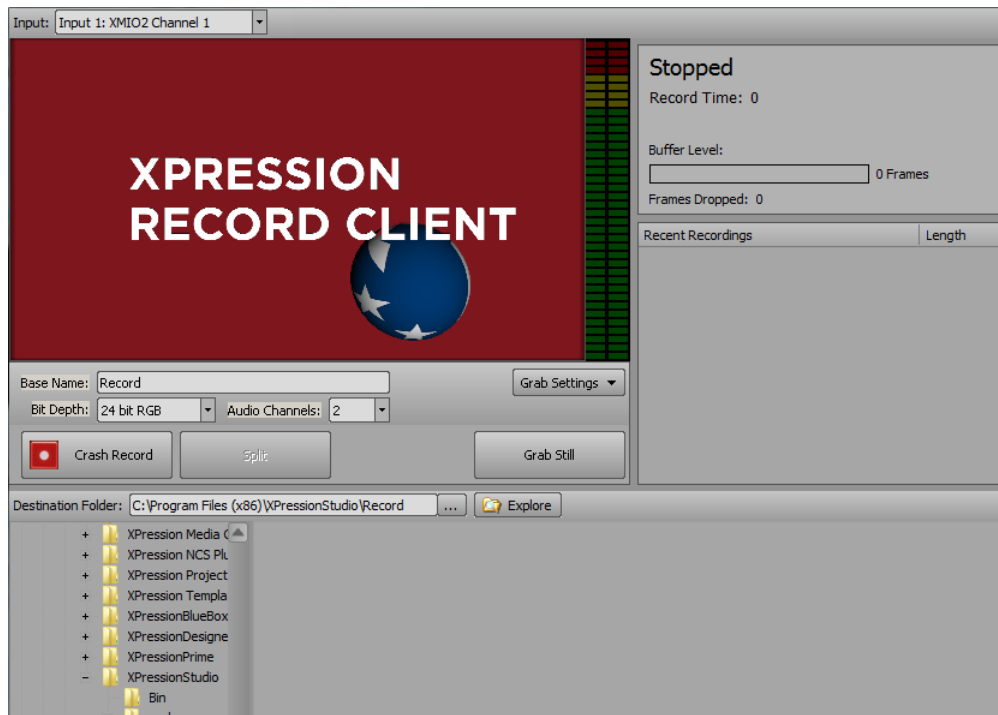 Input: Input 1: XMIO2 Channel 1
XPRESSION
RECORD CLIENT
Stopped
Record Time: 0
Buffer Level:
0 Frames
Frames Dropped: 0
Recent Recordings Length
Base Name: Record
Grab Settings
Bit Depth: 24 bit RGB Audio Channels: 2
Crash Record Split Grab Still
Destination Folder: C:\Program Files (x86)\XPressionStudio\Record ... Explore
XPression Media
XPression NCS
XPression Project
XPression Templa
XPressionBlueBox
XPressionDesigne
XPressionPrime
XPressionStudio
Bin